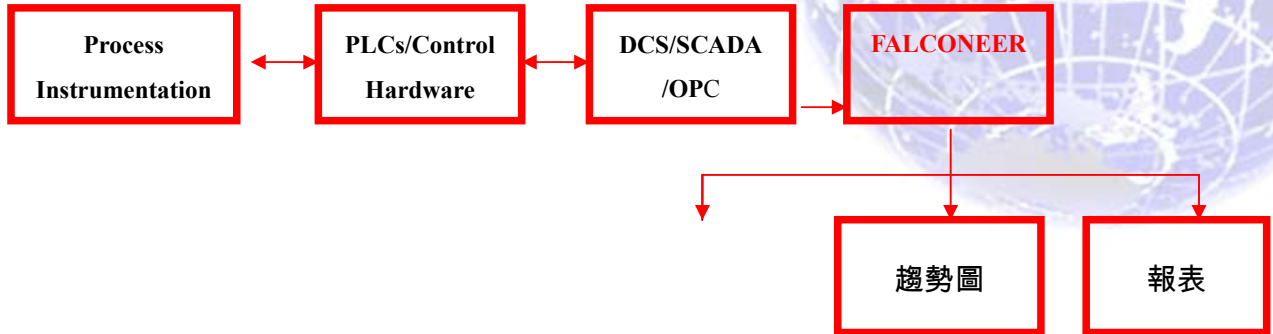 Process
Instrumentation
PLCs/Control
Hardware
DCS/SCADA
/OPC
FALCONEER
趨勢圖
報表